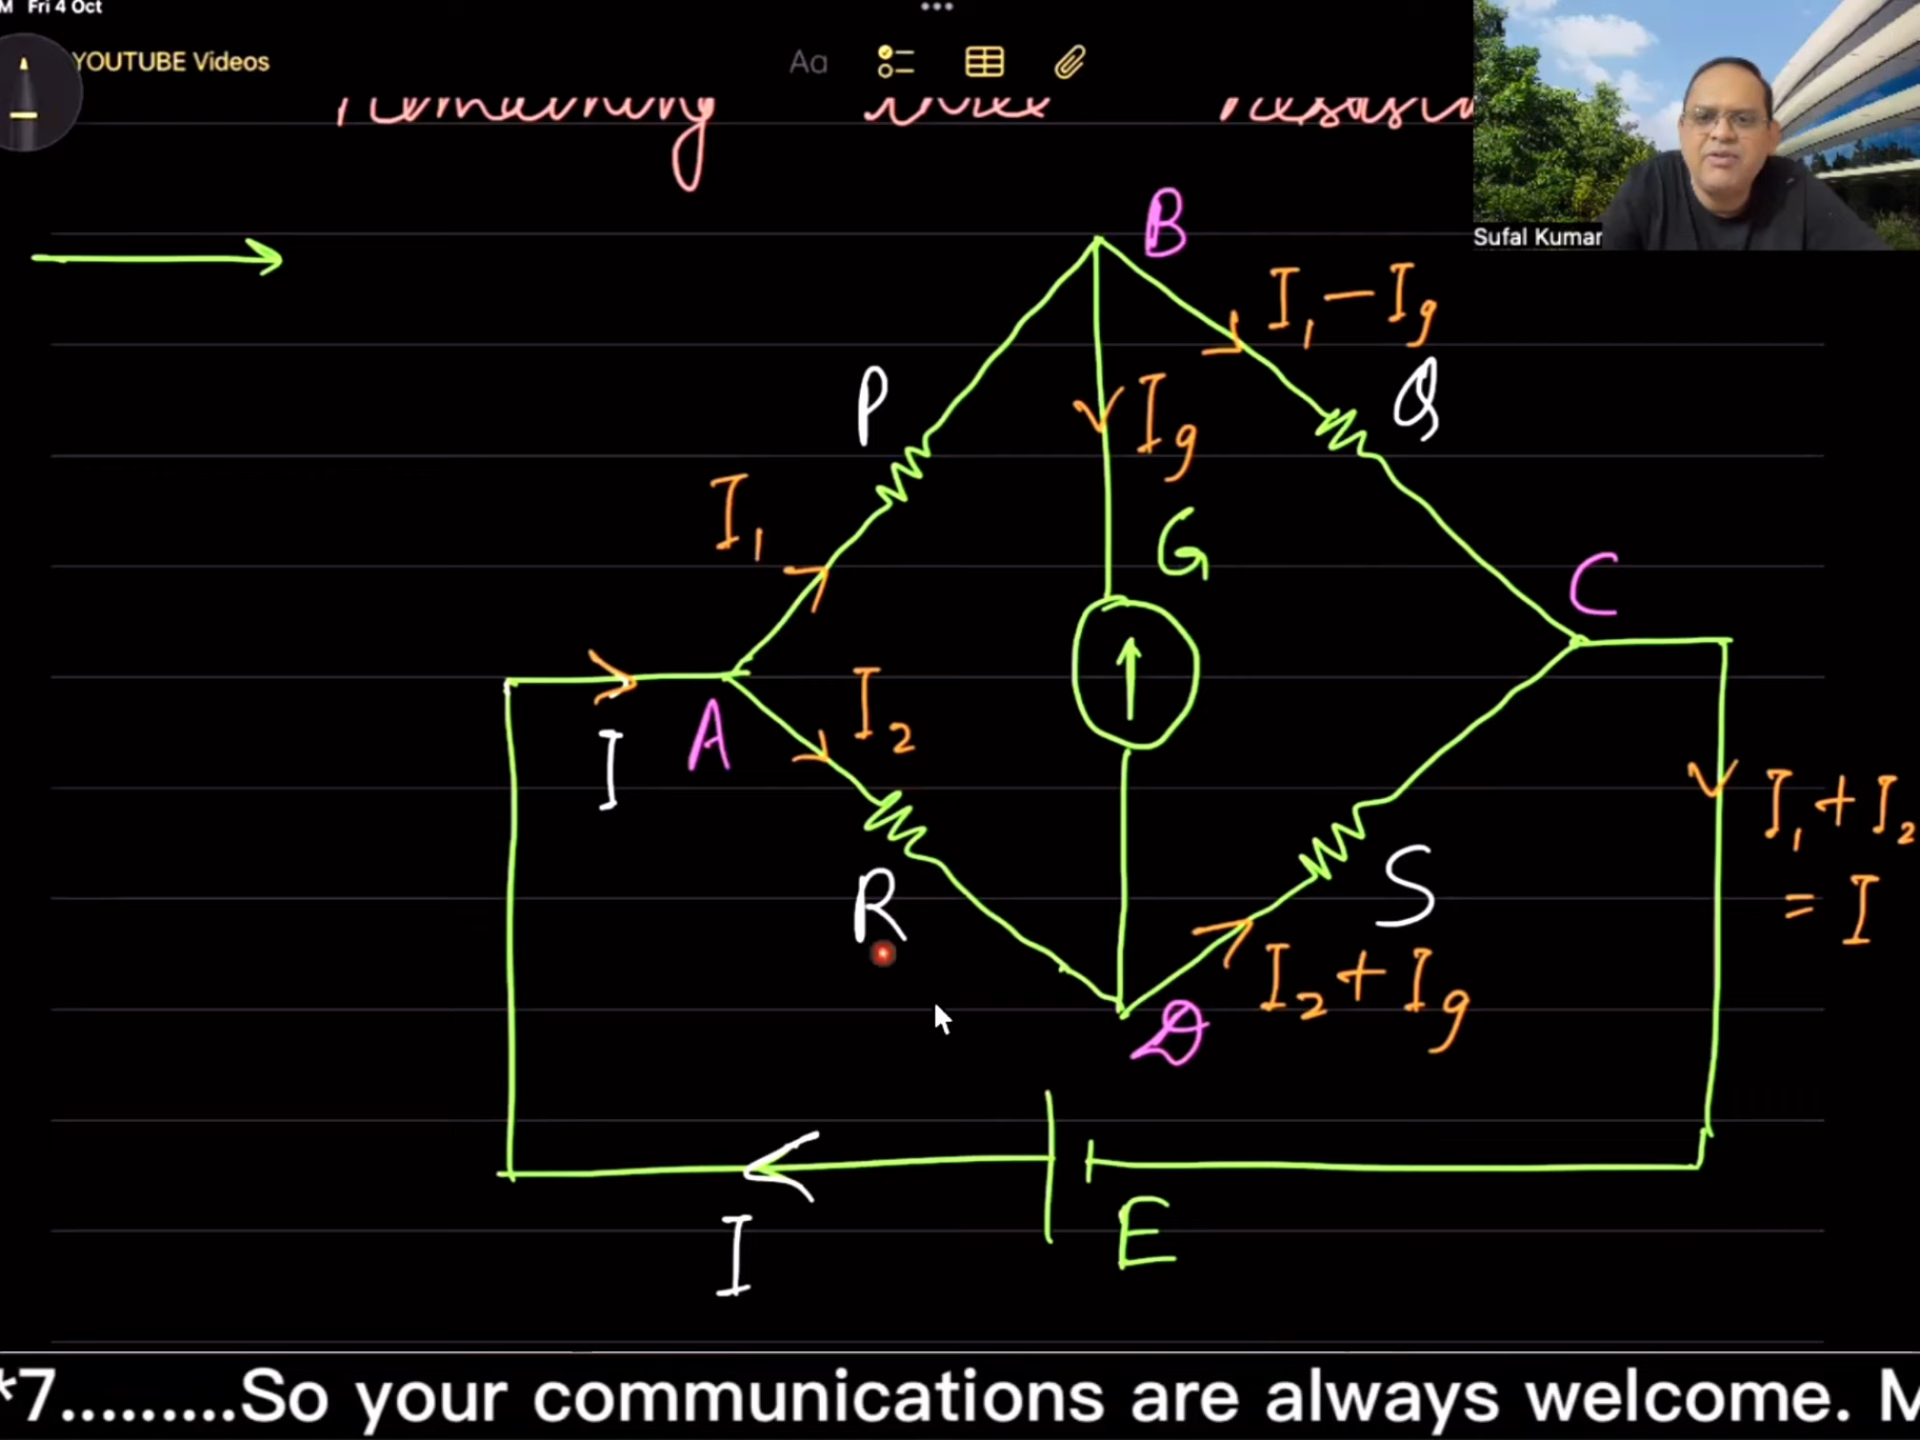 M Fri 4 Oct
YOUTUBE Videos
Aa
Remaining
Sufal Kumar
B
I₁ - Ig
P
Q
Ig
I₁
G
C
I₂
A
I
I₁ + I₂
= I
R
S
I₂ + Ig
D
E
I
*7.........So your communications are always welcome. M